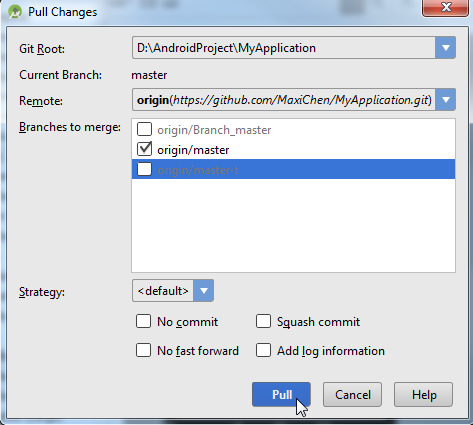 Pull Changes
Git Root: D:\AndroidProject\MyApplication
Current Branch: master
Remote: origin(https://github.com/MaxiChen/MyApplication.git)
Branches to merge: origin/Branch_master
origin/master
origin/master-t
Strategy: <default>
No commit Squash commit
No fast forward Add log information
Pull Cancel Help